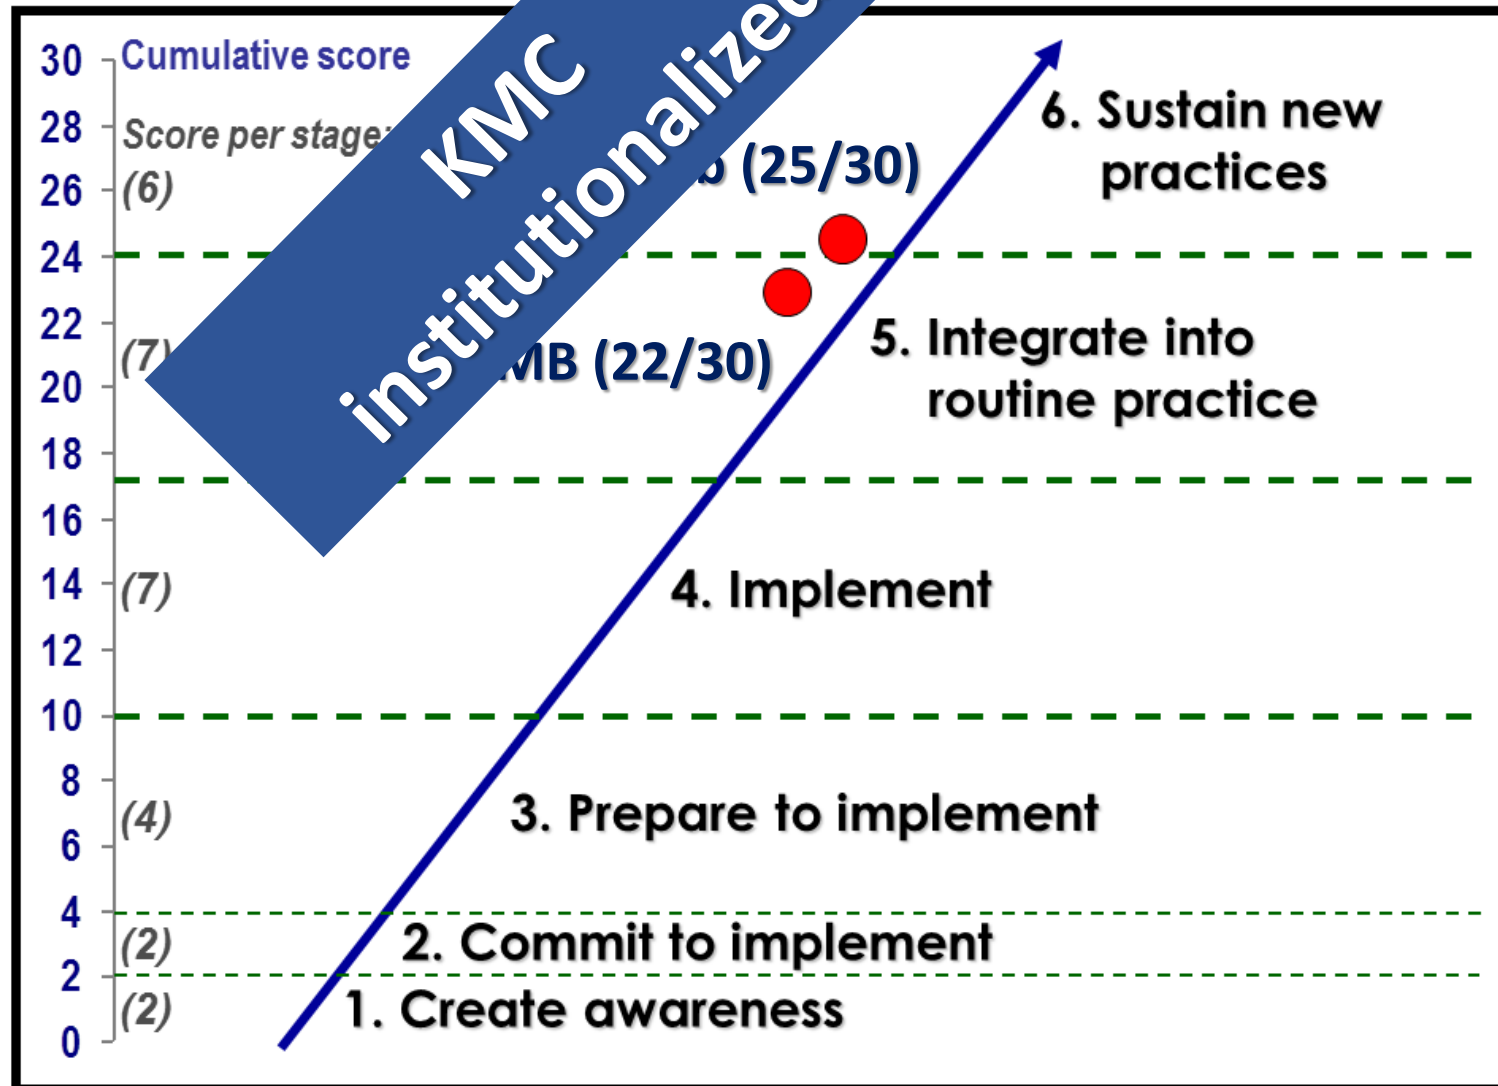 30
28
26
24
22
20
18
16
14
12
10
8
6
4
2
0
Cumulative score
Score per stage:
(6)
(7)
(7)
(4)
(2)
(2)
KMC
institutionalized
(25/30)
(22/30)
6. Sustain new
practices
5. Integrate into
routine practice
4. Implement
3. Prepare to implement
2. Commit to implement
1. Create awareness